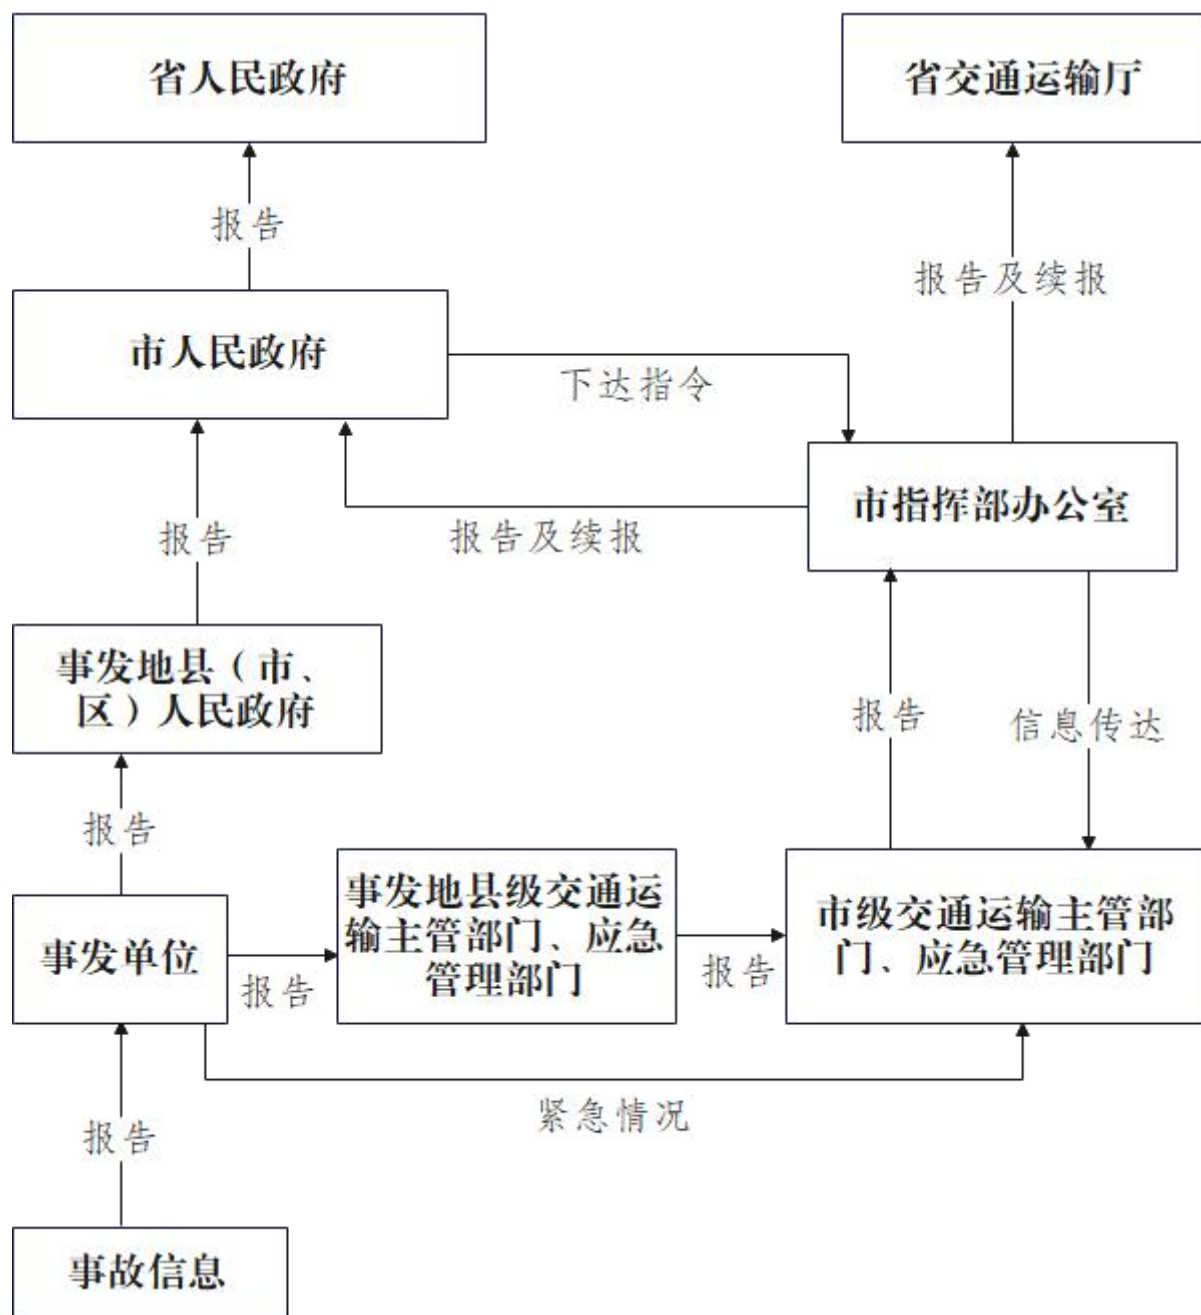 省人民政府
省交通运输厅
报告
报告及续报
市人民政府
下达指令
市指挥部办公室
报告及续报
报告
事发地县（市、
区）人民政府
报告
信息传达
报告
事发单位
报告
事发地县级交通运
输主管部门、应急
管理部门
报告
市级交通运输主管部
门、应急管理部门
紧急情况
报告
事故信息